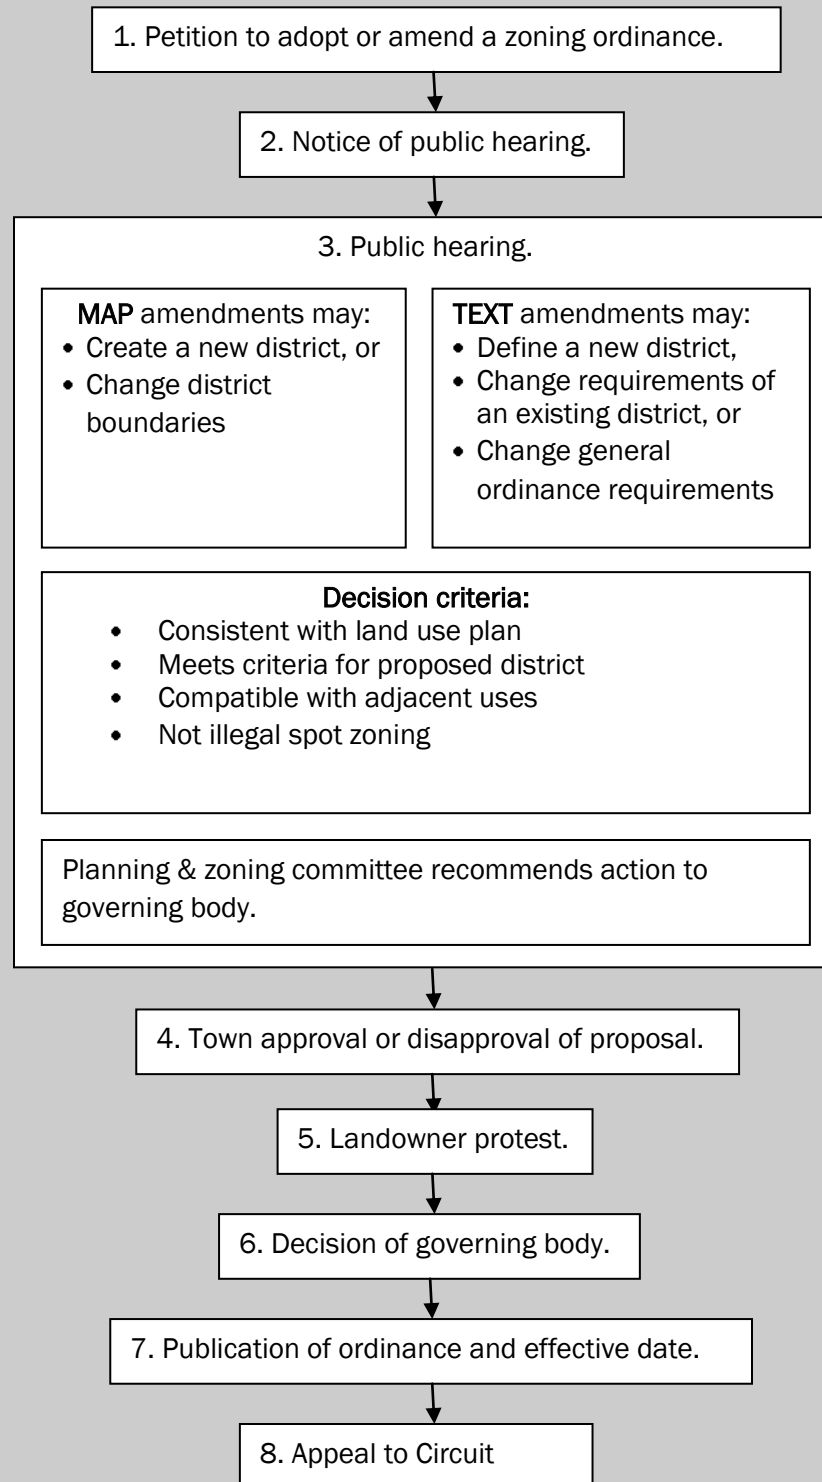 1. Petition to adopt or amend a zoning ordinance.
2. Notice of public hearing.
3. Public hearing.
MAP amendments may:
• Create a new district, or
• Change district
boundaries
TEXT amendments may:
• Define a new district,
• Change requirements of
an existing district, or
• Change general
ordinance requirements
Decision criteria:
• Consistent with land use plan
• Meets criteria for proposed district
• Compatible with adjacent uses
• Not illegal spot zoning
Planning & zoning committee recommends action to
governing body.
4. Town approval or disapproval of proposal.
5. Landowner protest.
6. Decision of governing body.
7. Publication of ordinance and effective date.
8. Appeal to Circuit